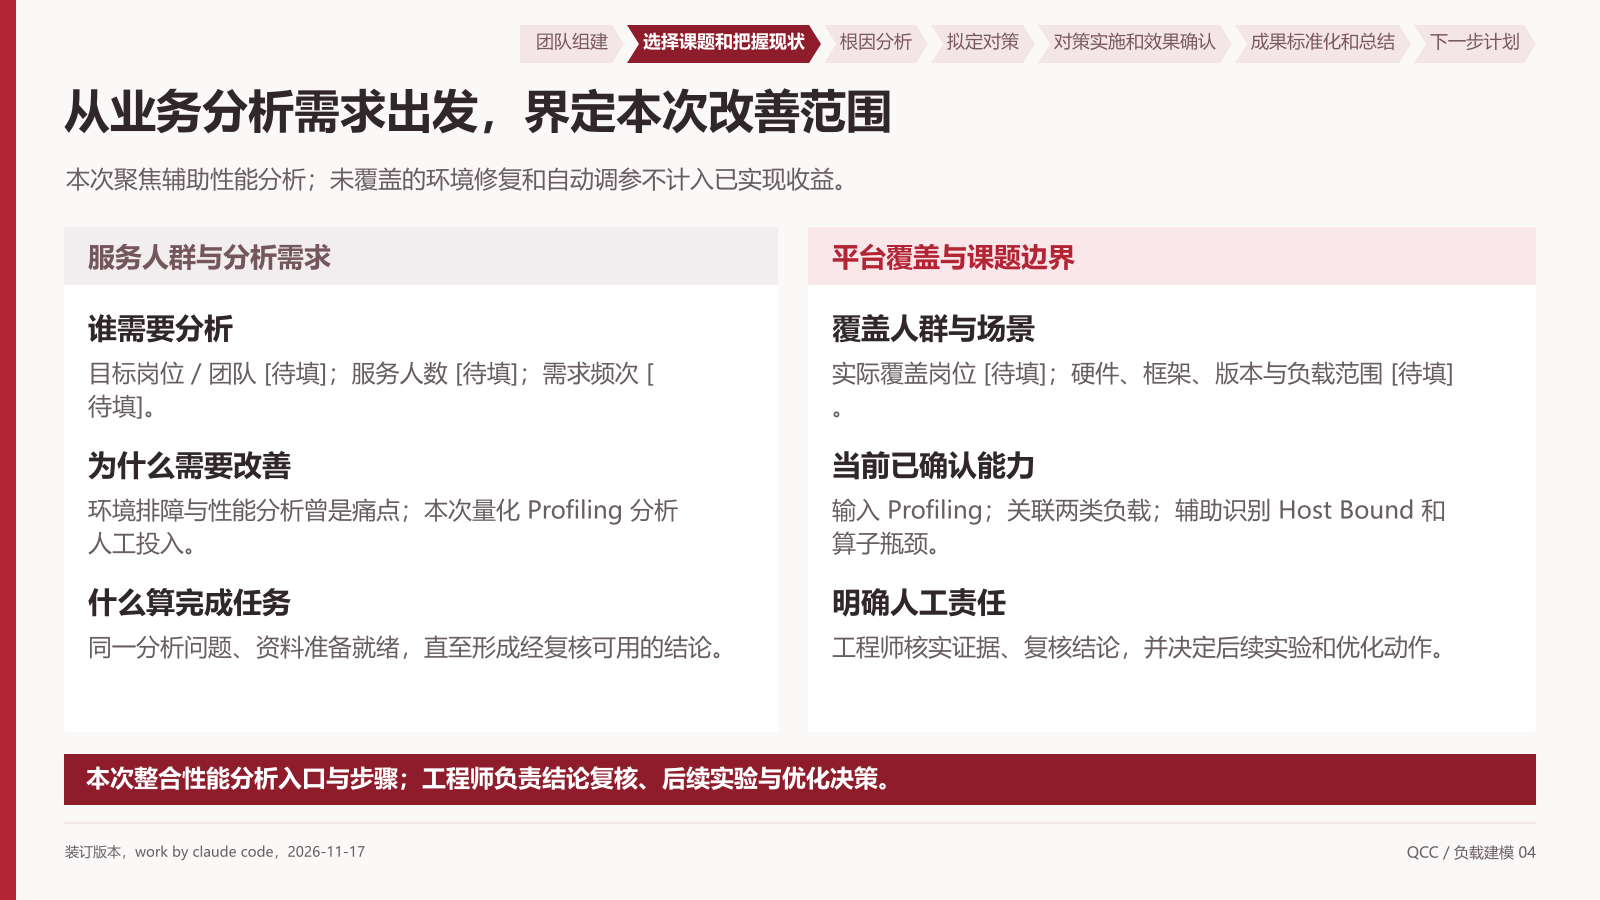 团队组建
选择课题和把握现状
根因分析
拟定对策
对策实施和效果确认
成果标准化和总结
下一步计划
从业务分析需求出发，界定本次改善范围
本次聚焦辅助性能分析；未覆盖的环境修复和自动调参不计入已实现收益。
服务人群与分析需求
谁需要分析
目标岗位 / 团队 [待填]；服务人数 [待填]；需求频次 [
待填]。
为什么需要改善
环境排障与性能分析曾是痛点；本次量化 Profiling 分析
人工投入。
什么算完成任务
同一分析问题、资料准备就绪，直至形成经复核可用的结论。
平台覆盖与课题边界
覆盖人群与场景
实际覆盖岗位 [待填]；硬件、框架、版本与负载范围 [待填]
。
当前已确认能力
输入 Profiling；关联两类负载；辅助识别 Host Bound 和
算子瓶颈。
明确人工责任
工程师核实证据、复核结论，并决定后续实验和优化动作。
本次整合性能分析入口与步骤；工程师负责结论复核、后续实验与优化决策。
装订版本，work by claude code，2026-11-17
QCC / 负载建模 04